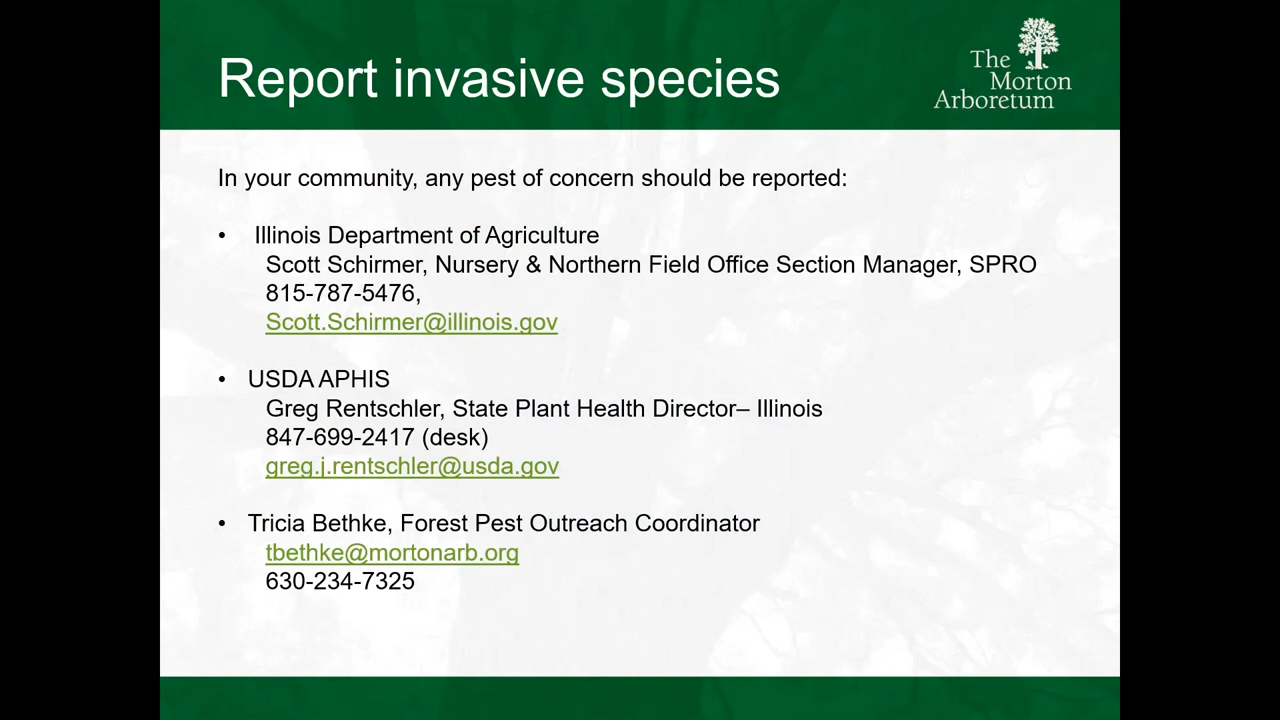 Report invasive species
The
Morton
Arboretum
In your community, any pest of concern should be reported:
• Illinois Department of Agriculture
Scott Schirmer, Nursery & Northern Field Office Section Manager, SPRO
815-787-5476,
Scott.Schirmer@illinois.gov
• USDA APHIS
Greg Rentschler, State Plant Health Director– Illinois
847-699-2417 (desk)
greg.j.rentschler@usda.gov
• Tricia Bethke, Forest Pest Outreach Coordinator
tbethke@mortonarb.org
630-234-7325